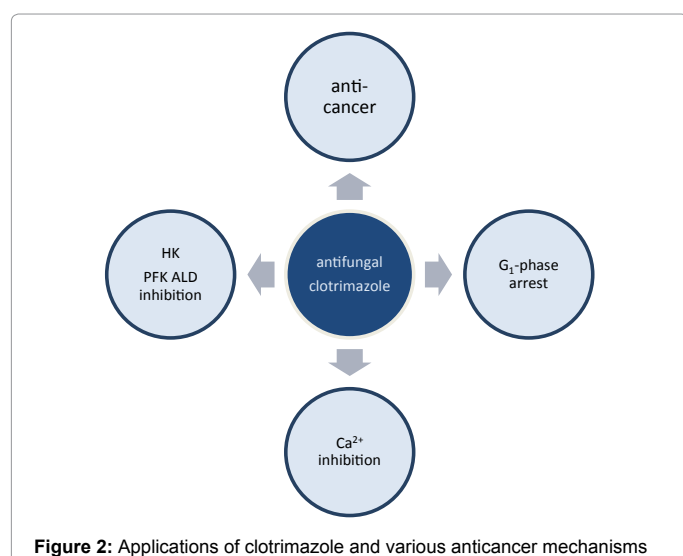 anti-
cancer
HK
PFK ALD
inhibition
antifungal
clotrimazole
G₁-phase
arrest
Ca²⁺
inhibition
Figure 2: Applications of clotrimazole and various anticancer mechanisms